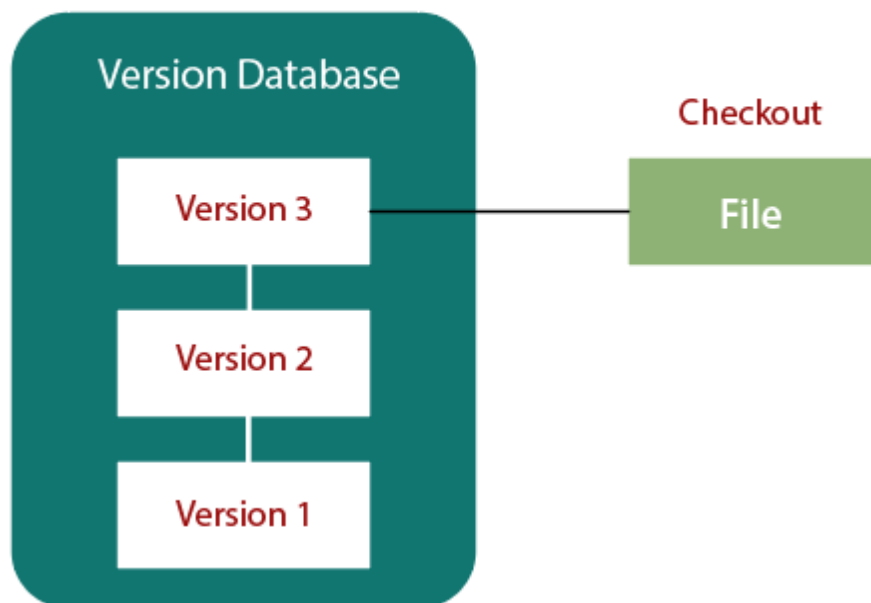 Version Database
Checkout
Version 3
File
Version 2
Version 1